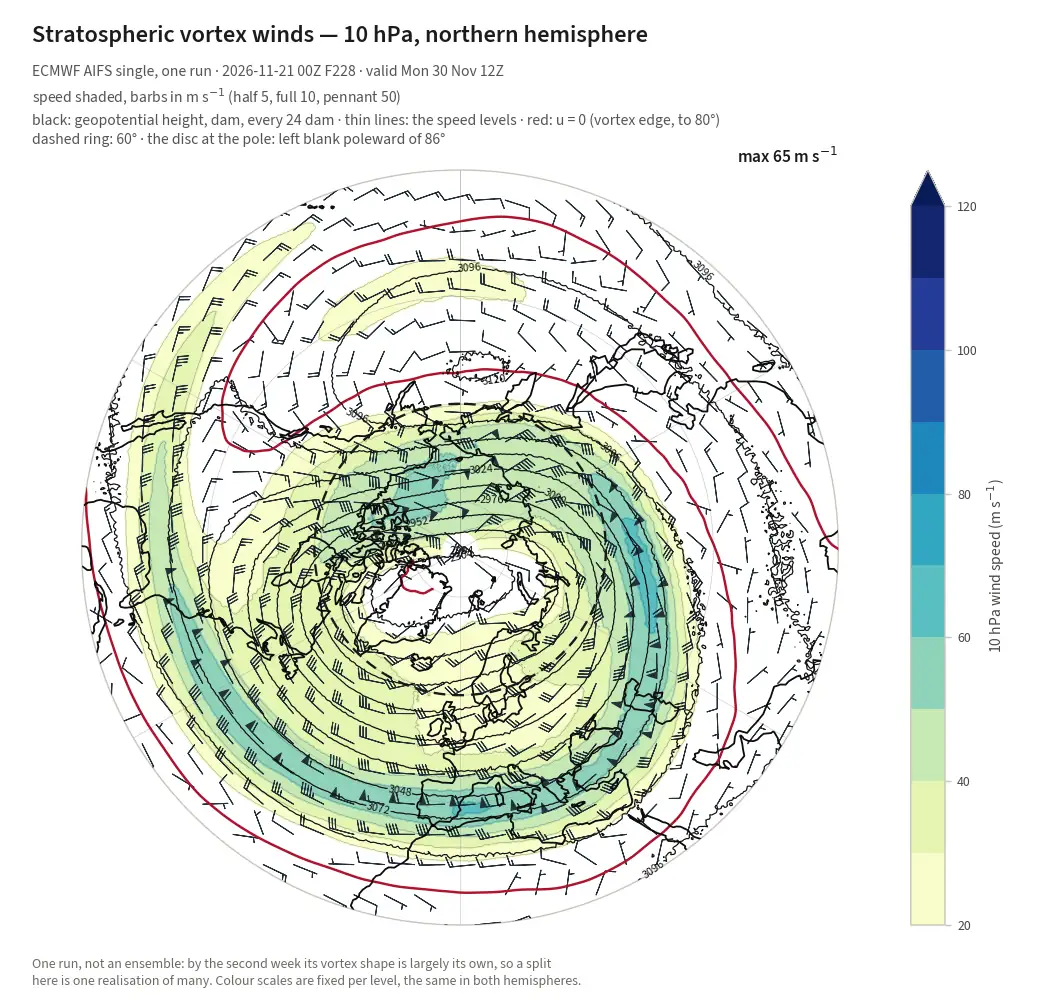 Stratospheric vortex winds — 10 hPa, northern hemisphere
ECMWF AIFS single, one run · 2026-11-21 00Z F228 · valid Mon 30 Nov 12Z
speed shaded, barbs in m s⁻¹ (half 5, full 10, pennant 50)
black: geopotential height, dam, every 24 dam · thin lines: the speed levels · red: u = 0 (vortex edge, to 80°)
dashed ring: 60° · the disc at the pole: left blank poleward of 86°
max 65 m s⁻¹
120
100
80
60
40
20
10 hPa wind speed (m s⁻¹)
3096
3096
3024
2976
2952
3048
3072
3096
One run, not an ensemble: by the second week its vortex shape is largely its own, so a split
here is one realisation of many. Colour scales are fixed per level, the same in both hemispheres.